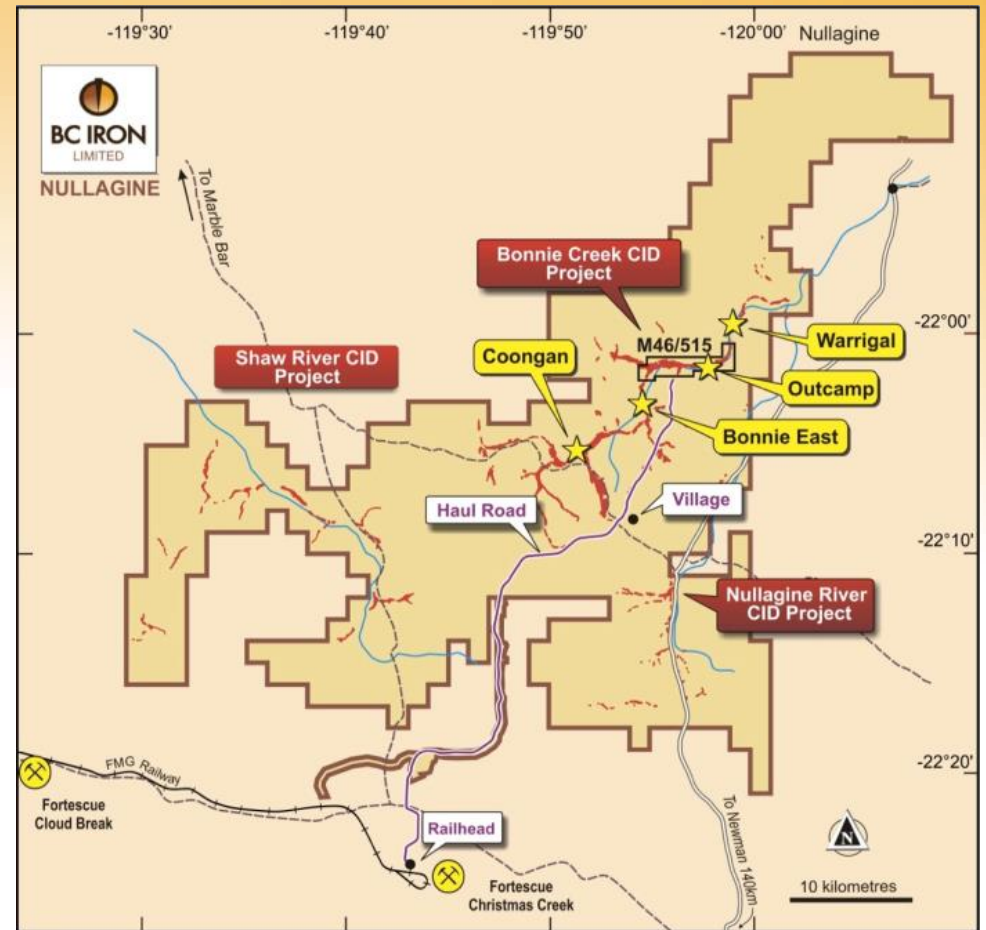 -119°30'
-119°40'
-119°50'
-120°00'
Nullagine
BC IRON
LIMITED
NULLAGINE
To Marble Bar
Bonnie Creek CID
Project
-22°00'
M46/515
Warrigal
Shaw River CID
Project
Coongan
Outcamp
Bonnie East
Haul Road
Village
-22°10'
Nullagine River
CID Project
-22°20'
FMG Railway
Fortescue
Cloud Break
To Newman 140km
N
Railhead
10 kilometres
Fortescue
Christmas Creek